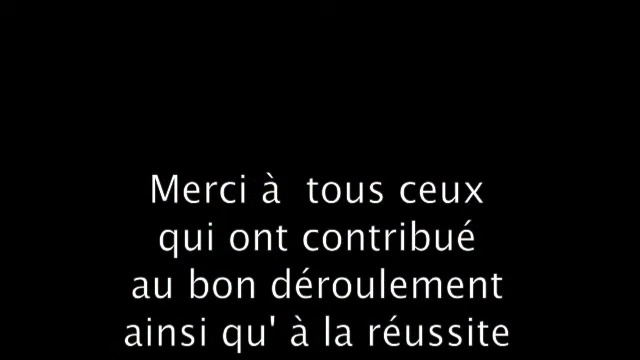 Merci à  tous ceux
qui ont contribué
au bon déroulement
ainsi qu' à la réussite